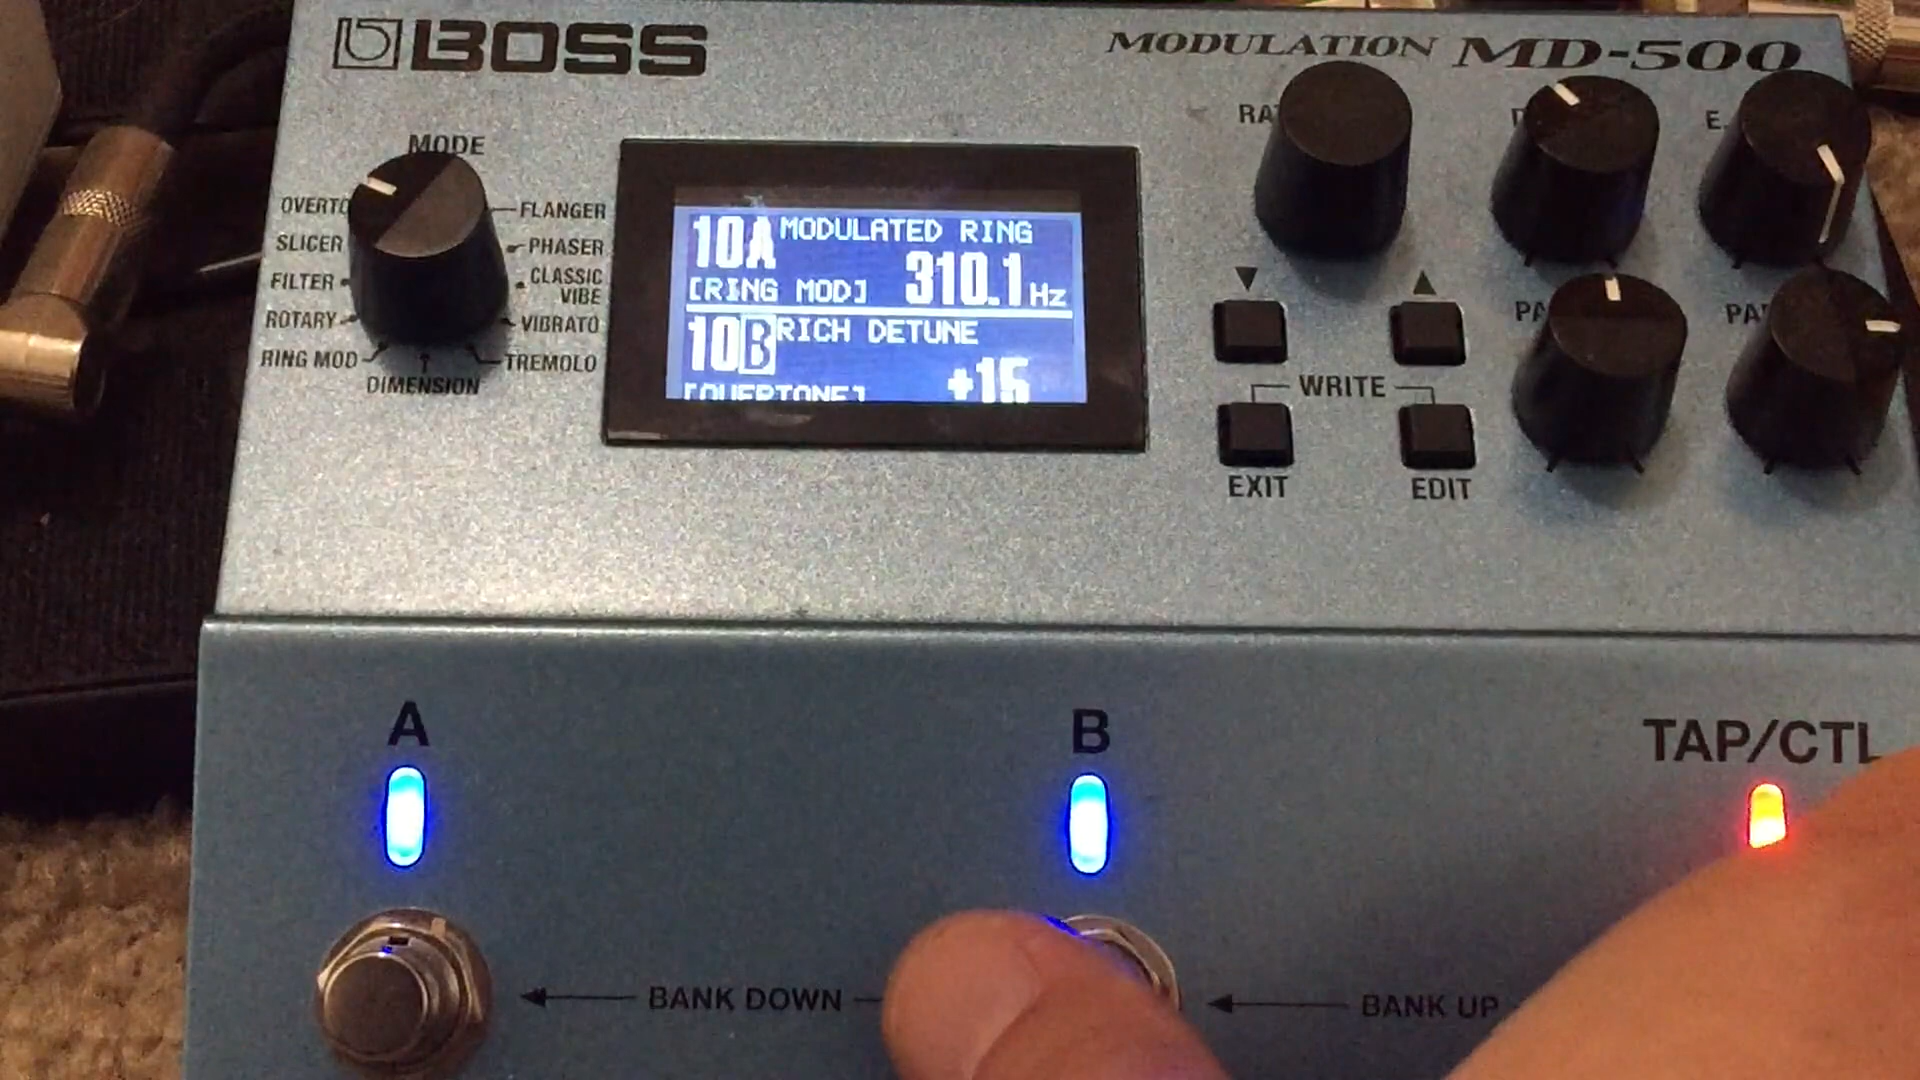 BOSS
MODULATION MD-500
MODE
OVERTO
SLICER
FILTER
ROTARY
RING MOD
DIMENSION
TREMOLO
VIBRATO
CLASSIC
VIBE
PHASER
FLANGER
10A MODULATED RING
[RING MOD] 310.1Hz
10B RICH DETUNE
[OVERTONE] +15
RA
E.
PA
PA
WRITE
EXIT
EDIT
A
B
TAP/CTL
BANK DOWN
BANK UP